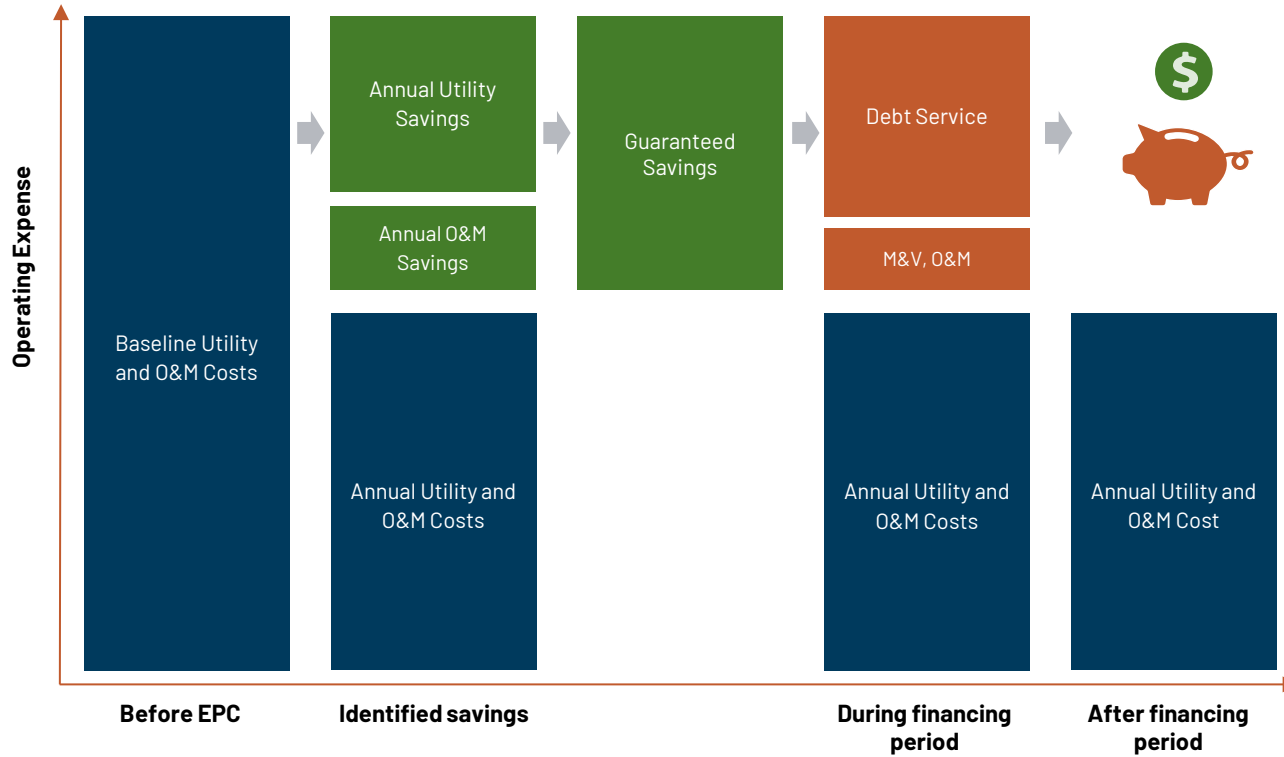 Operating Expense
Baseline Utility
and O&M Costs
Annual Utility
Savings
Annual O&M
Savings
Annual Utility and
O&M Costs
Guaranteed
Savings
Debt Service
M&V, O&M
Annual Utility and
O&M Costs
$
Annual Utility and
O&M Cost
Before EPC
Identified savings
During financing
period
After financing
period